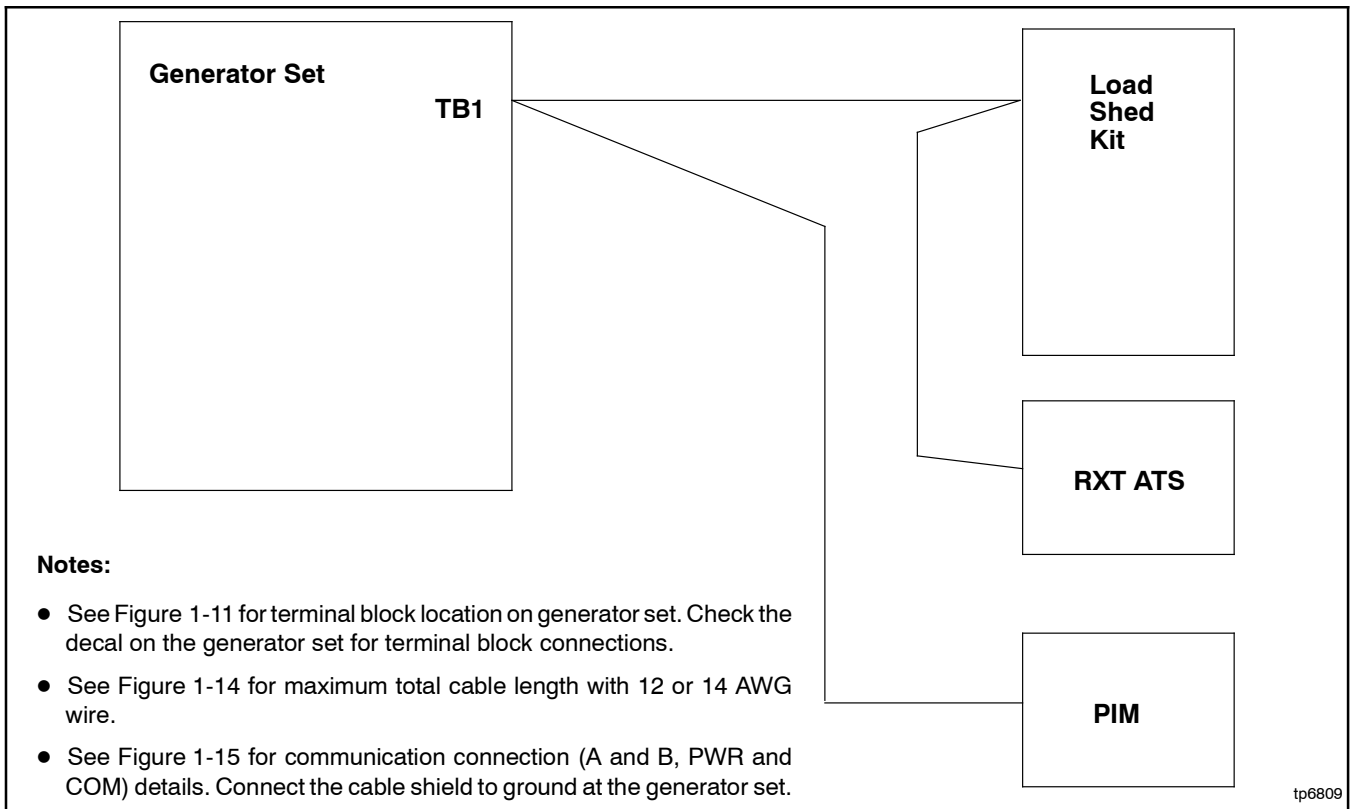 Generator Set
TB1
Load
Shed
Kit
RXT ATS
PIM
Notes:
● See Figure 1-11 for terminal block location on generator set. Check the
decal on the generator set for terminal block connections.
● See Figure 1-14 for maximum total cable length with 12 or 14 AWG
wire.
● See Figure 1-15 for communication connection (A and B, PWR and
COM) details. Connect the cable shield to ground at the generator set.
tp6809